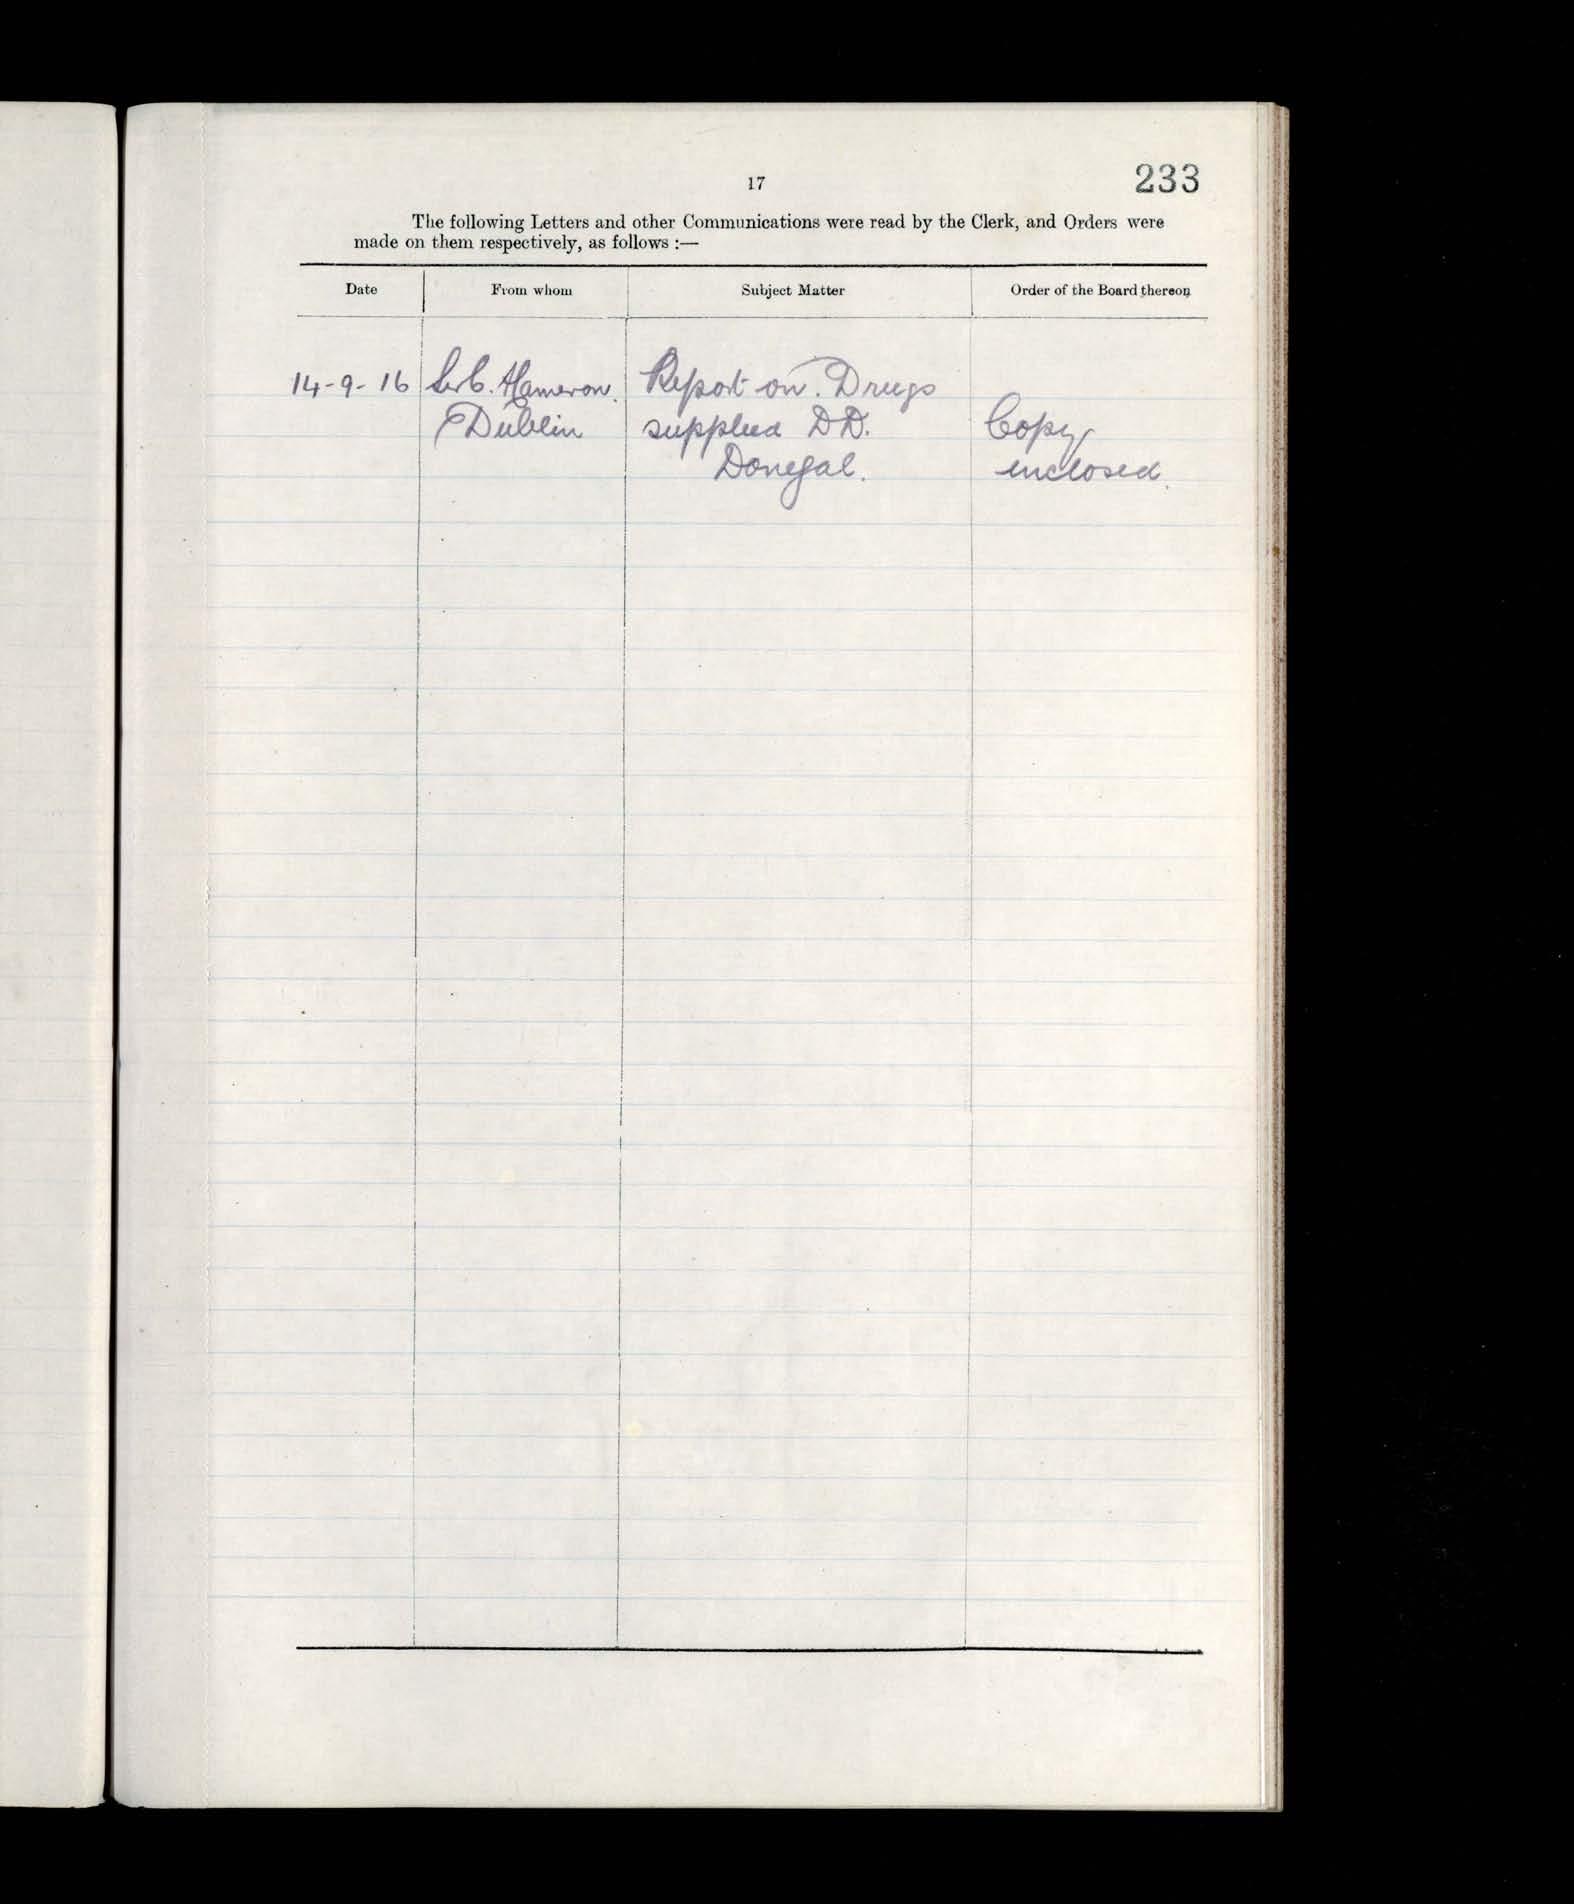 17
233
The following Letters and other Communications were read by the Clerk, and Orders were
made on them respectively, as follows :—
Date From whom Subject Matter Order of the Board thereon
14-9-16 Sir C. Cameron. Report on Drugs
Dublin supplied D.D. Copy
Donegal. enclosed.